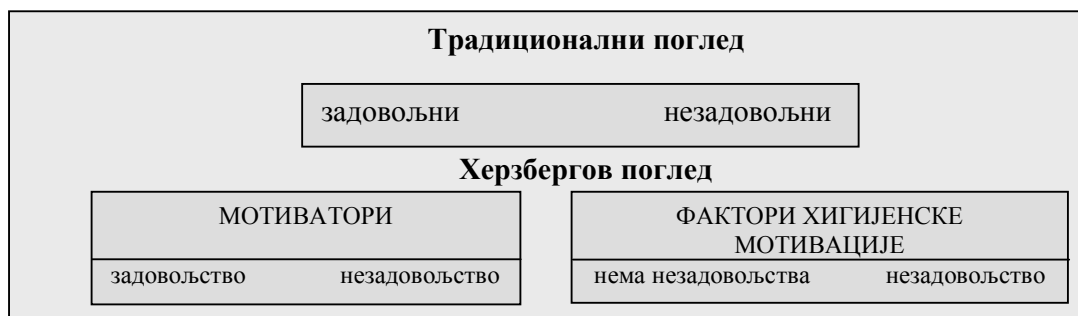 Традиционални поглед
задовољни незадовољни
Херзбергов поглед
МОТИВАТОРИ
задовољство незадовољство
ФАКТОРИ ХИГИЈЕНСКЕ
МОТИВАЦИЈЕ
нема незадовољства незадовољство